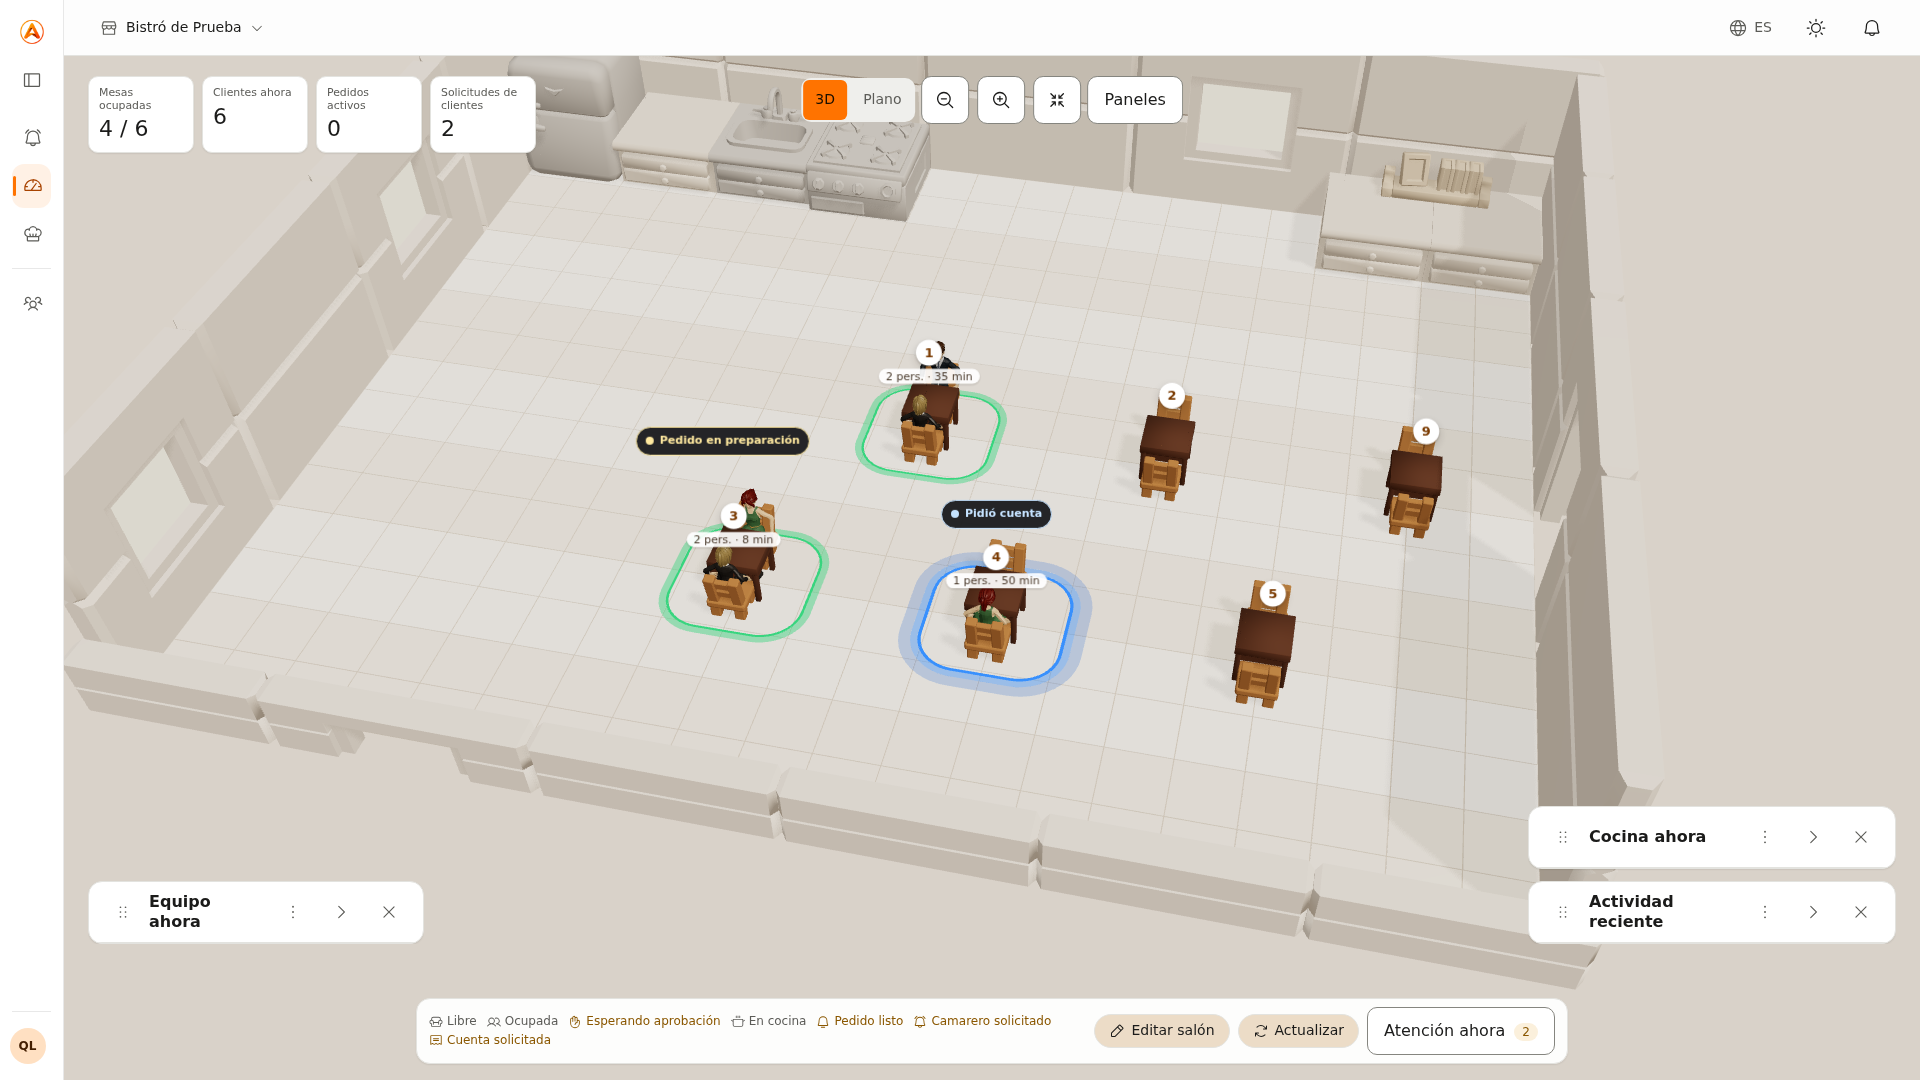 Bistró de Prueba
ES
Mesas
ocupadas
4 / 6
Clientes ahora
6
Pedidos
activos
0
Solicitudes de
clientes
2
3D
Plano
Paneles
1
2 pers. · 35 min
2
9
Pedido en preparación
3
2 pers. · 8 min
Pidió cuenta
4
1 pers. · 50 min
5
Cocina ahora
Equipo
ahora
Actividad
reciente
Libre
Ocupada
Esperando aprobación
En cocina
Pedido listo
Camarero solicitado
Cuenta solicitada
Editar salón
Actualizar
Atención ahora 2
QL